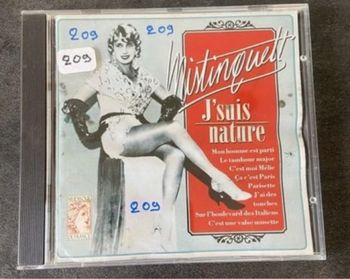 209
209
209
Mistinguett
J'suis
nature
Mon homme est parti
Le tambour major
C'est moi Mélie
Ça c'est Paris
Parisette
J'ai des
touches
Sur l'boulevard des Italiens
C'est une valse musette
209